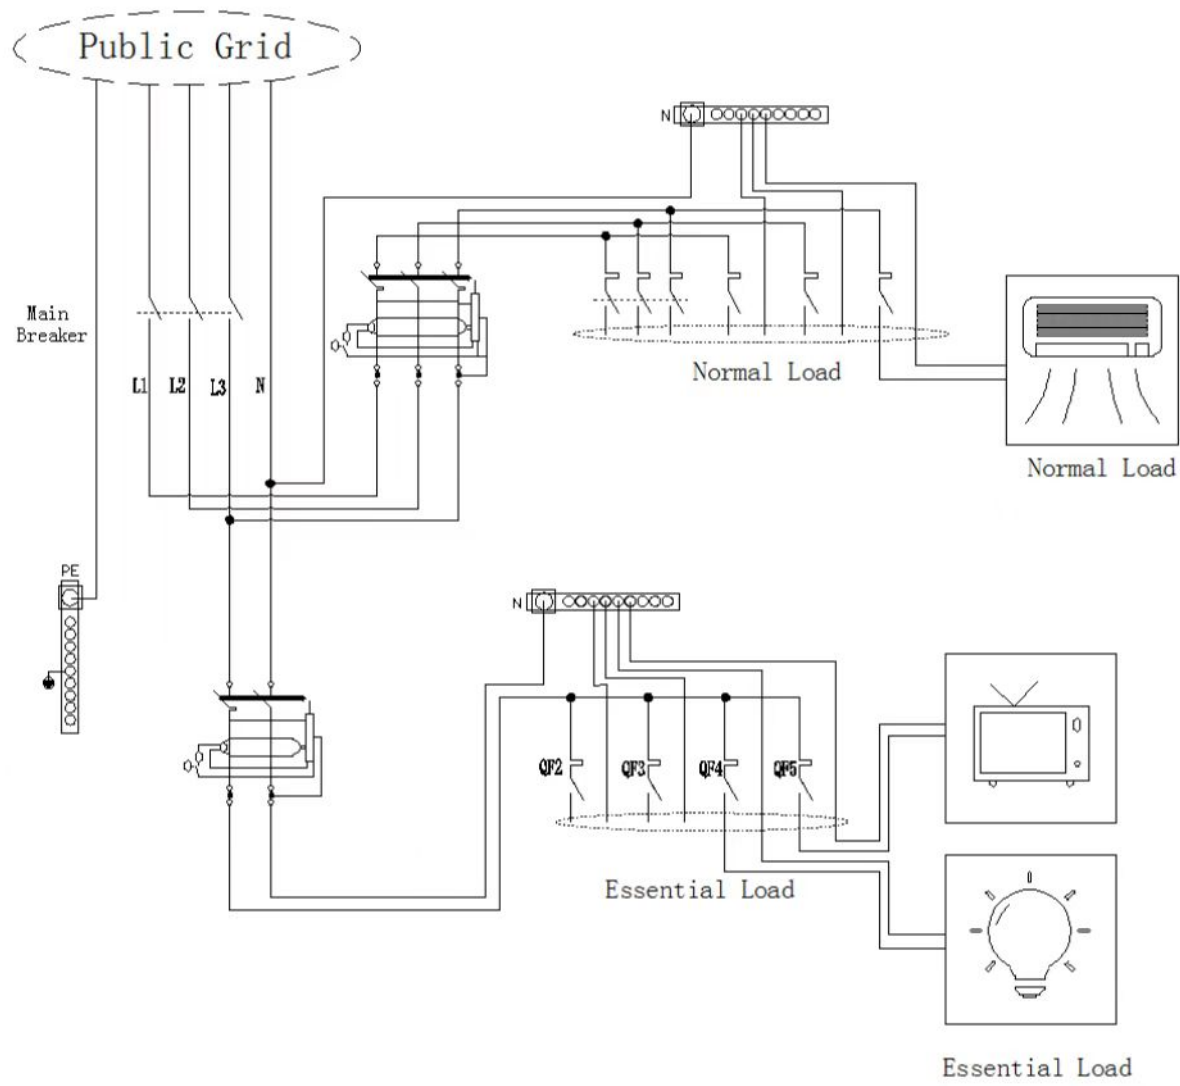 Public Grid
N
Main
Breaker
Normal Load
L1
L2
L3
N
Normal Load
PE
N
QF2
QF3
QF4
QF5
Essential Load
Essential Load